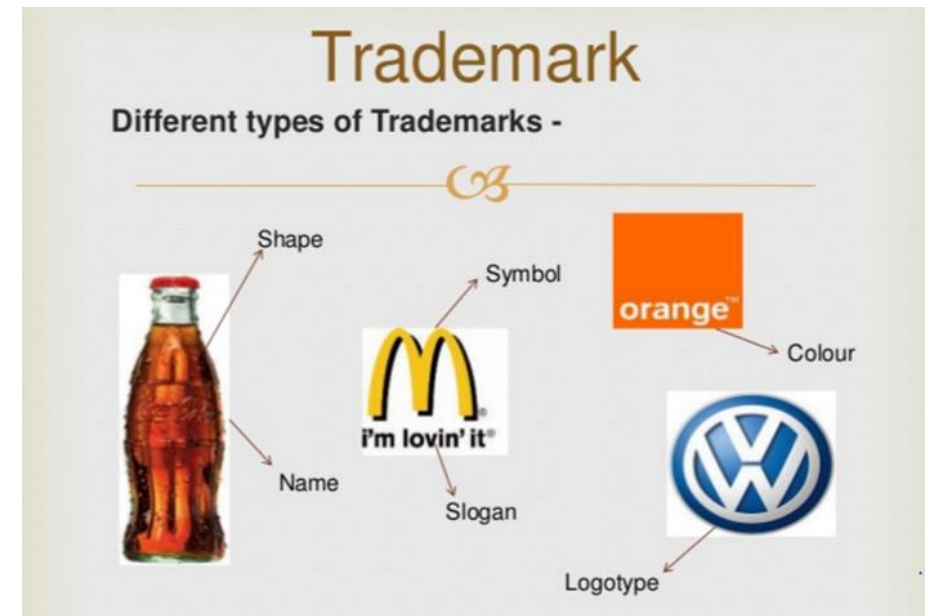 Trademark
Different types of Trademarks -
Shape
Symbol
orange™
Colour
i'm lovin' it®
Name
Slogan
Logotype